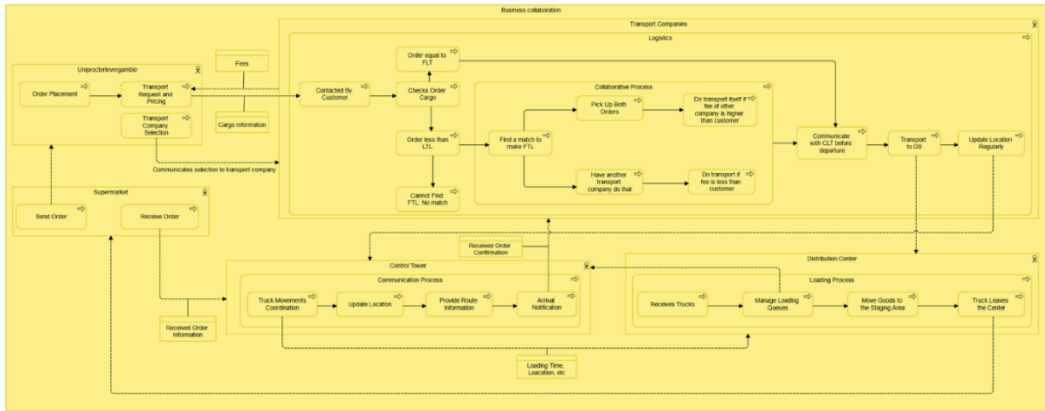 Business collaboration
Transport Companies
Logistics
Uniprocterlevergamble
Order Placement
Transport
Request and
Pricing
Transport
Company
Selection
Fees
Cargo Information
Communicates selection to transport company
Contacted By
Customer
Checks Order
Cargo
Order equal to
FLT
Order less than
LTL
Cannot Find
FTL, No match
Collaborative Process
Find a match to
make FTL
Pick Up Both
Orders
Do transport itself if
fee of other
company is higher
than customer
Have another
transport
company do that
Do transport if
fee is less than
customer
Communicate
with CLT before
departure
Transport
to DS
Update Location
Regularly
Supermarket
Send Order
Receive Order
Received Order
Information
Received Order
Confirmation
Control Tower
Communication Process
Truck Movements
Coordination
Update Location
Provide Route
Information
Arrival
Notification
Loading Time,
Loacation, etc
Distribution Center
Loading Process
Receives Trucks
Manage Loading
Queues
Move Goods to
the Staging Area
Truck Leaves
the Center